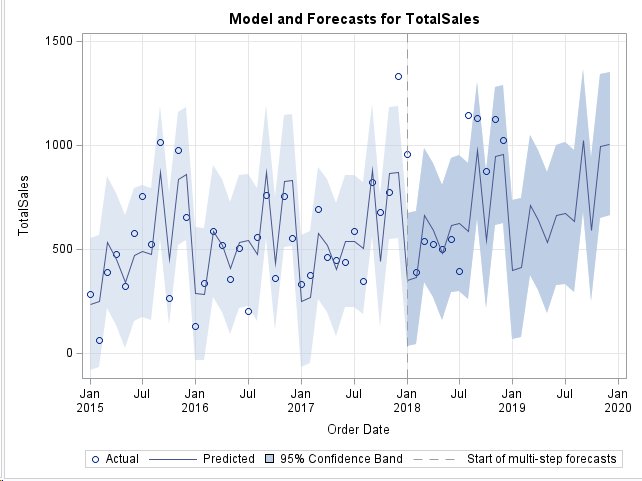 Model and Forecasts for TotalSales
1500
1000
500
0
TotalSales
Jan Jul Jan Jul Jan Jul Jan Jul Jan Jul Jan
2015 2016 2017 2018 2019 2020
Order Date
Actual Predicted 95% Confidence Band Start of multi-step forecasts